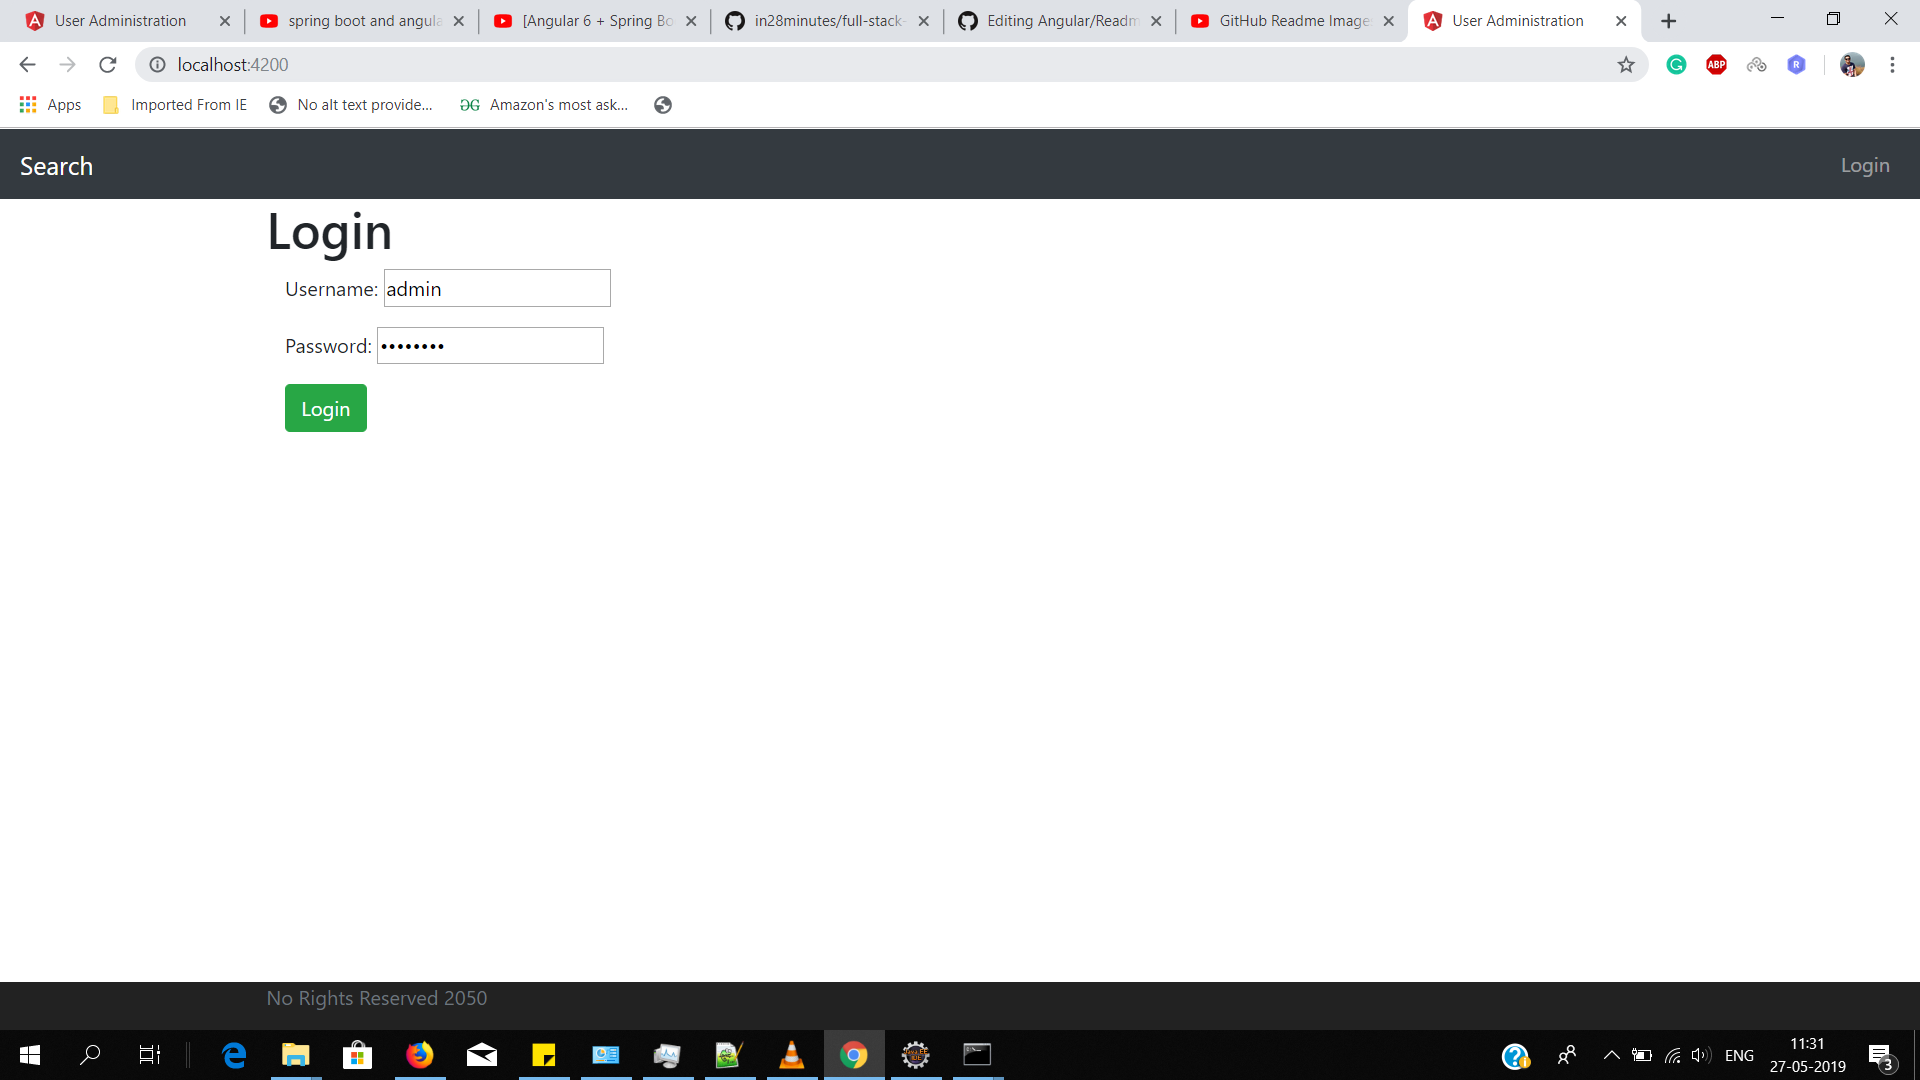 User Administration
spring boot and angula
[Angular 6 + Spring Bo
in28minutes/full-stack-
Editing Angular/Readm
GitHub Readme Image
User Administration
localhost:4200
ABP
R
Apps
Imported From IE
No alt text provide...
Amazon's most ask...
Search
Login
Login
Username: admin
Password: ••••••••
Login
No Rights Reserved 2050
ENG
11:31
27-05-2019
3